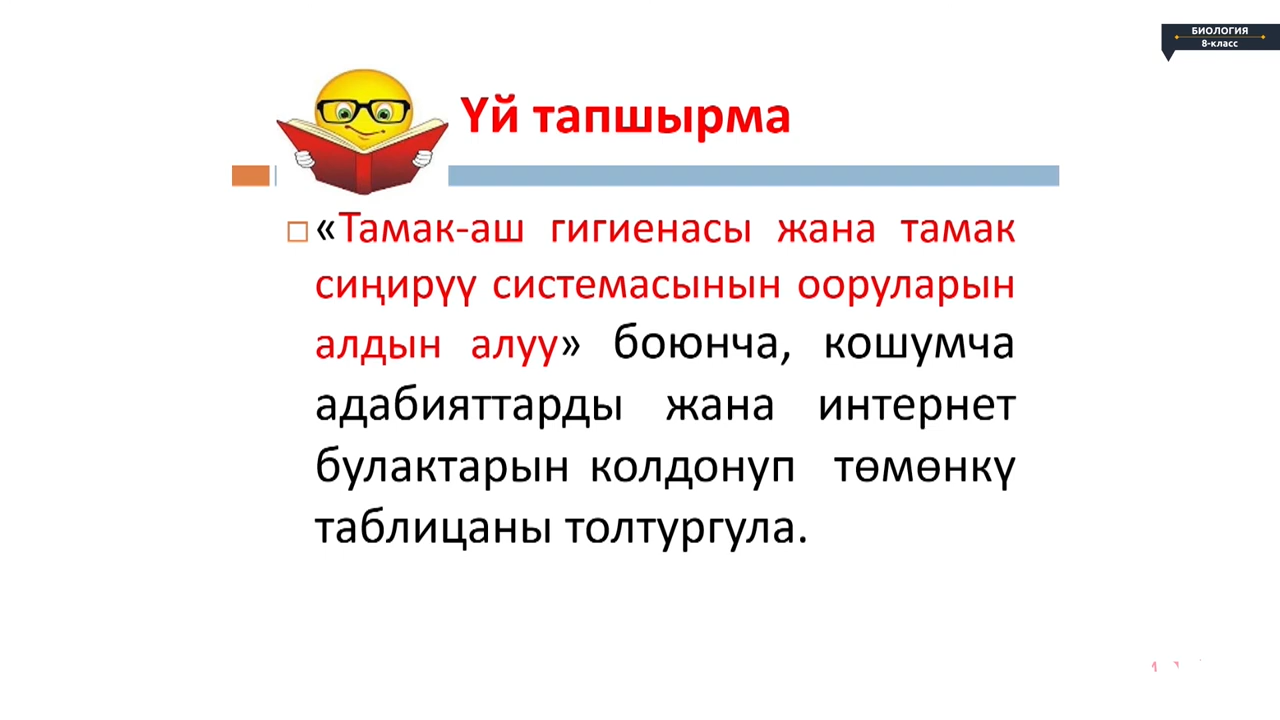 БИОЛОГИЯ
8-класс
Үй тапшырма
«Тамак-аш гигиенасы жана тамак
сиңирүү системасынын ооруларын
алдын алуу» боюнча, кошумча
адабияттарды жана интернет
булактарын колдонуп төмөнкү
таблицаны толтургула.